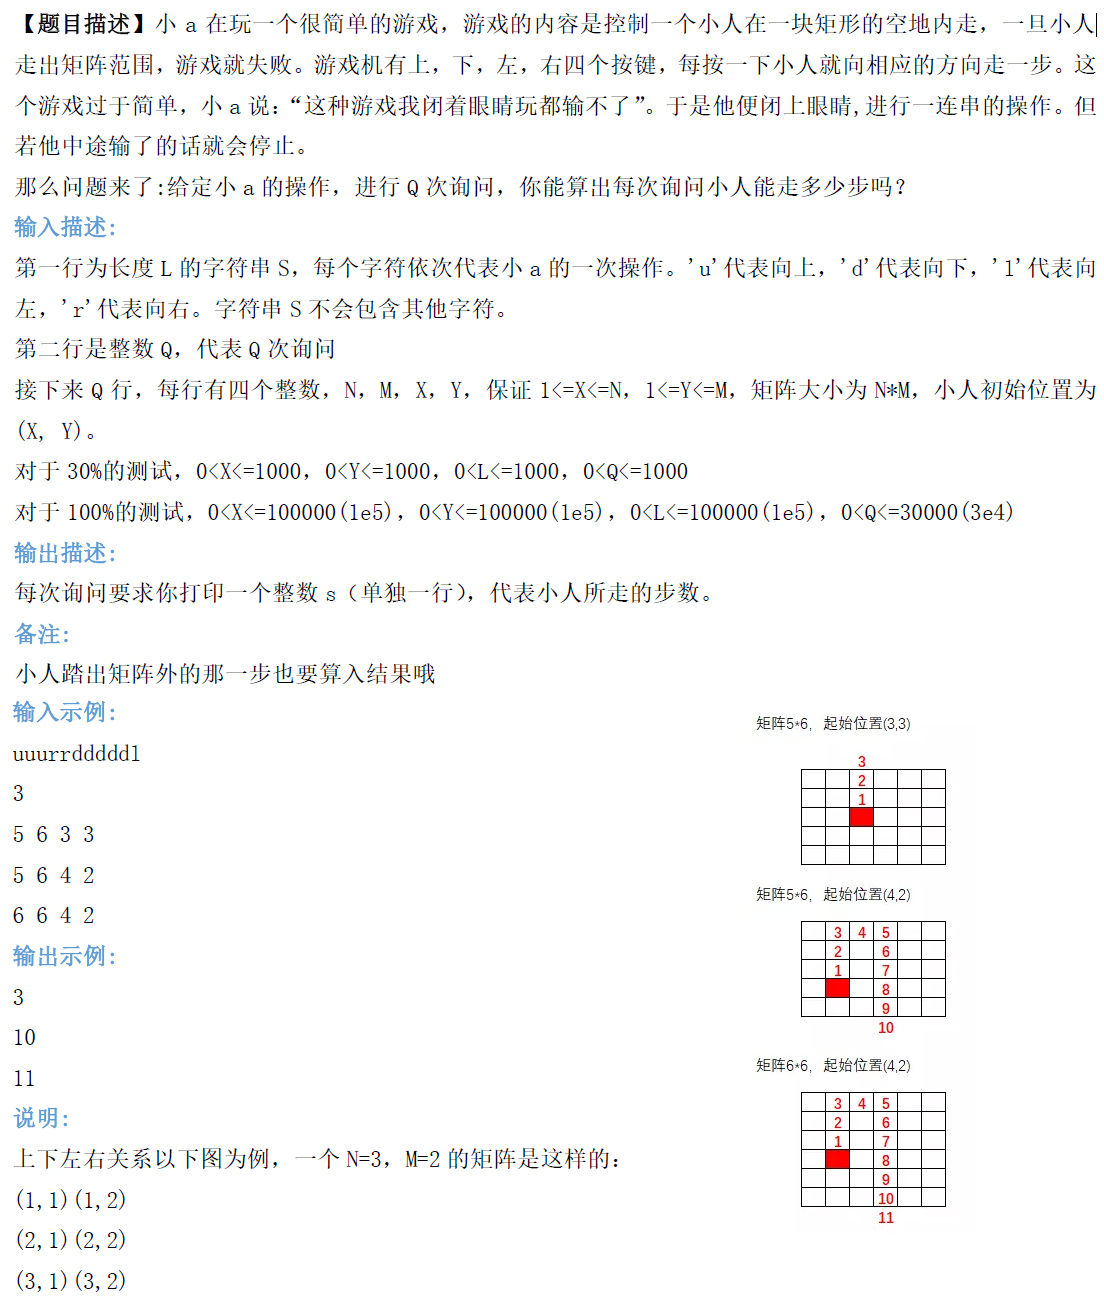 【题目描述】小 a 在玩一个很简单的游戏，游戏的内容是控制一个小人在一块矩形的空地内走，一旦小人
走出矩阵范围，游戏就失败。游戏机有上，下，左，右四个按键，每按一下小人就向相应的方向走一步。这
个游戏过于简单，小 a 说：“这种游戏我闭着眼睛玩都输不了”。于是他便闭上眼睛,进行一连串的操作。但
若他中途输了的话就会停止。
那么问题来了:给定小 a 的操作，进行 Q 次询问，你能算出每次询问小人能走多少步吗？
输入描述:
第一行为长度 L 的字符串 S，每个字符依次代表小 a 的一次操作。'u'代表向上，'d'代表向下，'l'代表向
左，'r'代表向右。字符串 S 不会包含其他字符。
第二行是整数 Q，代表 Q 次询问
接下来 Q 行，每行有四个整数，N，M，X，Y，保证 1<=X<=N，1<=Y<=M，矩阵大小为 N*M，小人初始位置为
(X, Y)。
对于 30%的测试，0<X<=1000，0<Y<=1000，0<L<=1000，0<Q<=1000
对于 100%的测试，0<X<=100000(1e5)，0<Y<=100000(1e5)，0<L<=100000(1e5)，0<Q<=30000(3e4)
输出描述:
每次询问要求你打印一个整数 s（单独一行），代表小人所走的步数。
备注:
小人踏出矩阵外的那一步也要算入结果哦
输入示例:
uuurrdddddl
3
5 6 3 3
5 6 4 2
6 6 4 2
输出示例:
3
10
11
说明:
上下左右关系以下图为例，一个 N=3，M=2 的矩阵是这样的：
(1,1)(1,2)
(2,1)(2,2)
(3,1)(3,2)
矩阵5*6，起始位置(3,3)
3
2
1
矩阵5*6，起始位置(4,2)
3 4 5
2 6
1 7
8
9
10
矩阵6*6，起始位置(4,2)
3 4 5
2 6
1 7
8
9
10
11